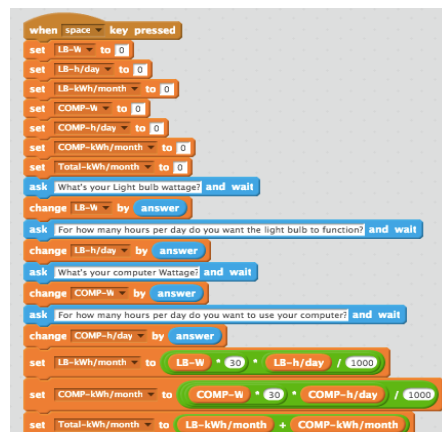 when space key pressed
set LB-W to 0
set LB-h/day to 0
set LB-kWh/month to 0
set COMP-W to 0
set COMP-h/day to 0
set COMP-kWh/month to 0
set Total-kWh/month to 0
ask What's your Light bulb wattage? and wait
change LB-W by answer
ask For how many hours per day do you want the light bulb to function? and wait
change LB-h/day by answer
ask What's your computer Wattage? and wait
change COMP-W by answer
ask For how many hours per day do you want to use your computer? and wait
change COMP-h/day by answer
set LB-kWh/month to LB-W * 30 * LB-h/day / 1000
set COMP-kWh/month to COMP-W * 30 * COMP-h/day / 1000
set Total-kWh/month to LB-kWh/month + COMP-kWh/month